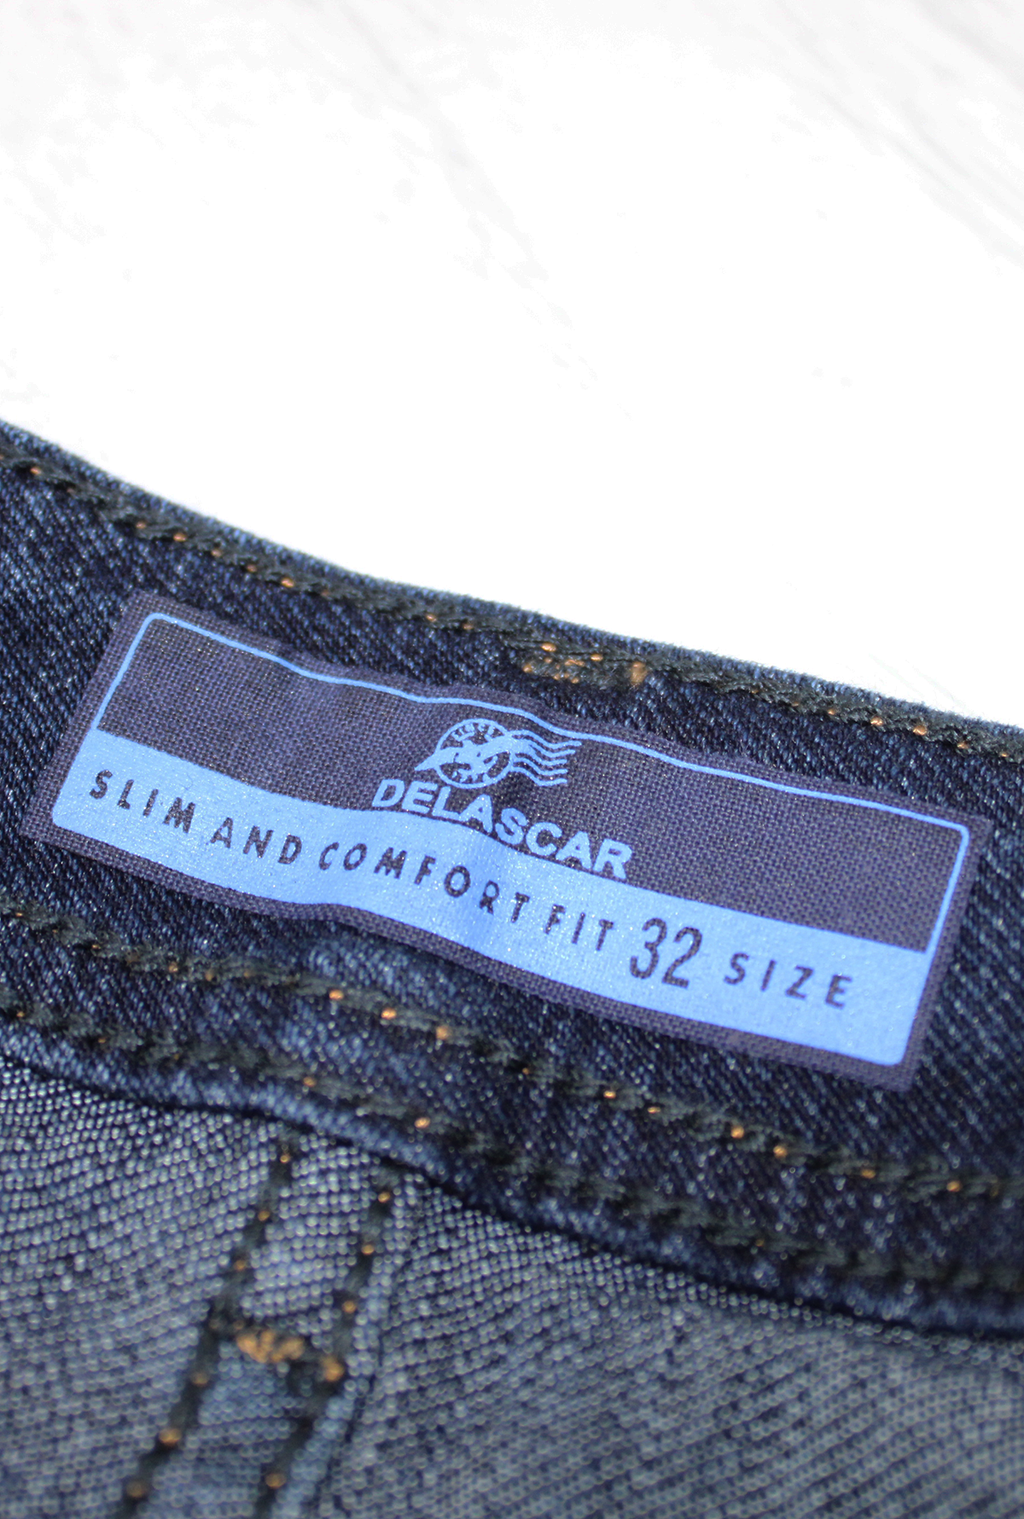 DELASCAR
SLIM AND COMFORT FIT 32 SIZE